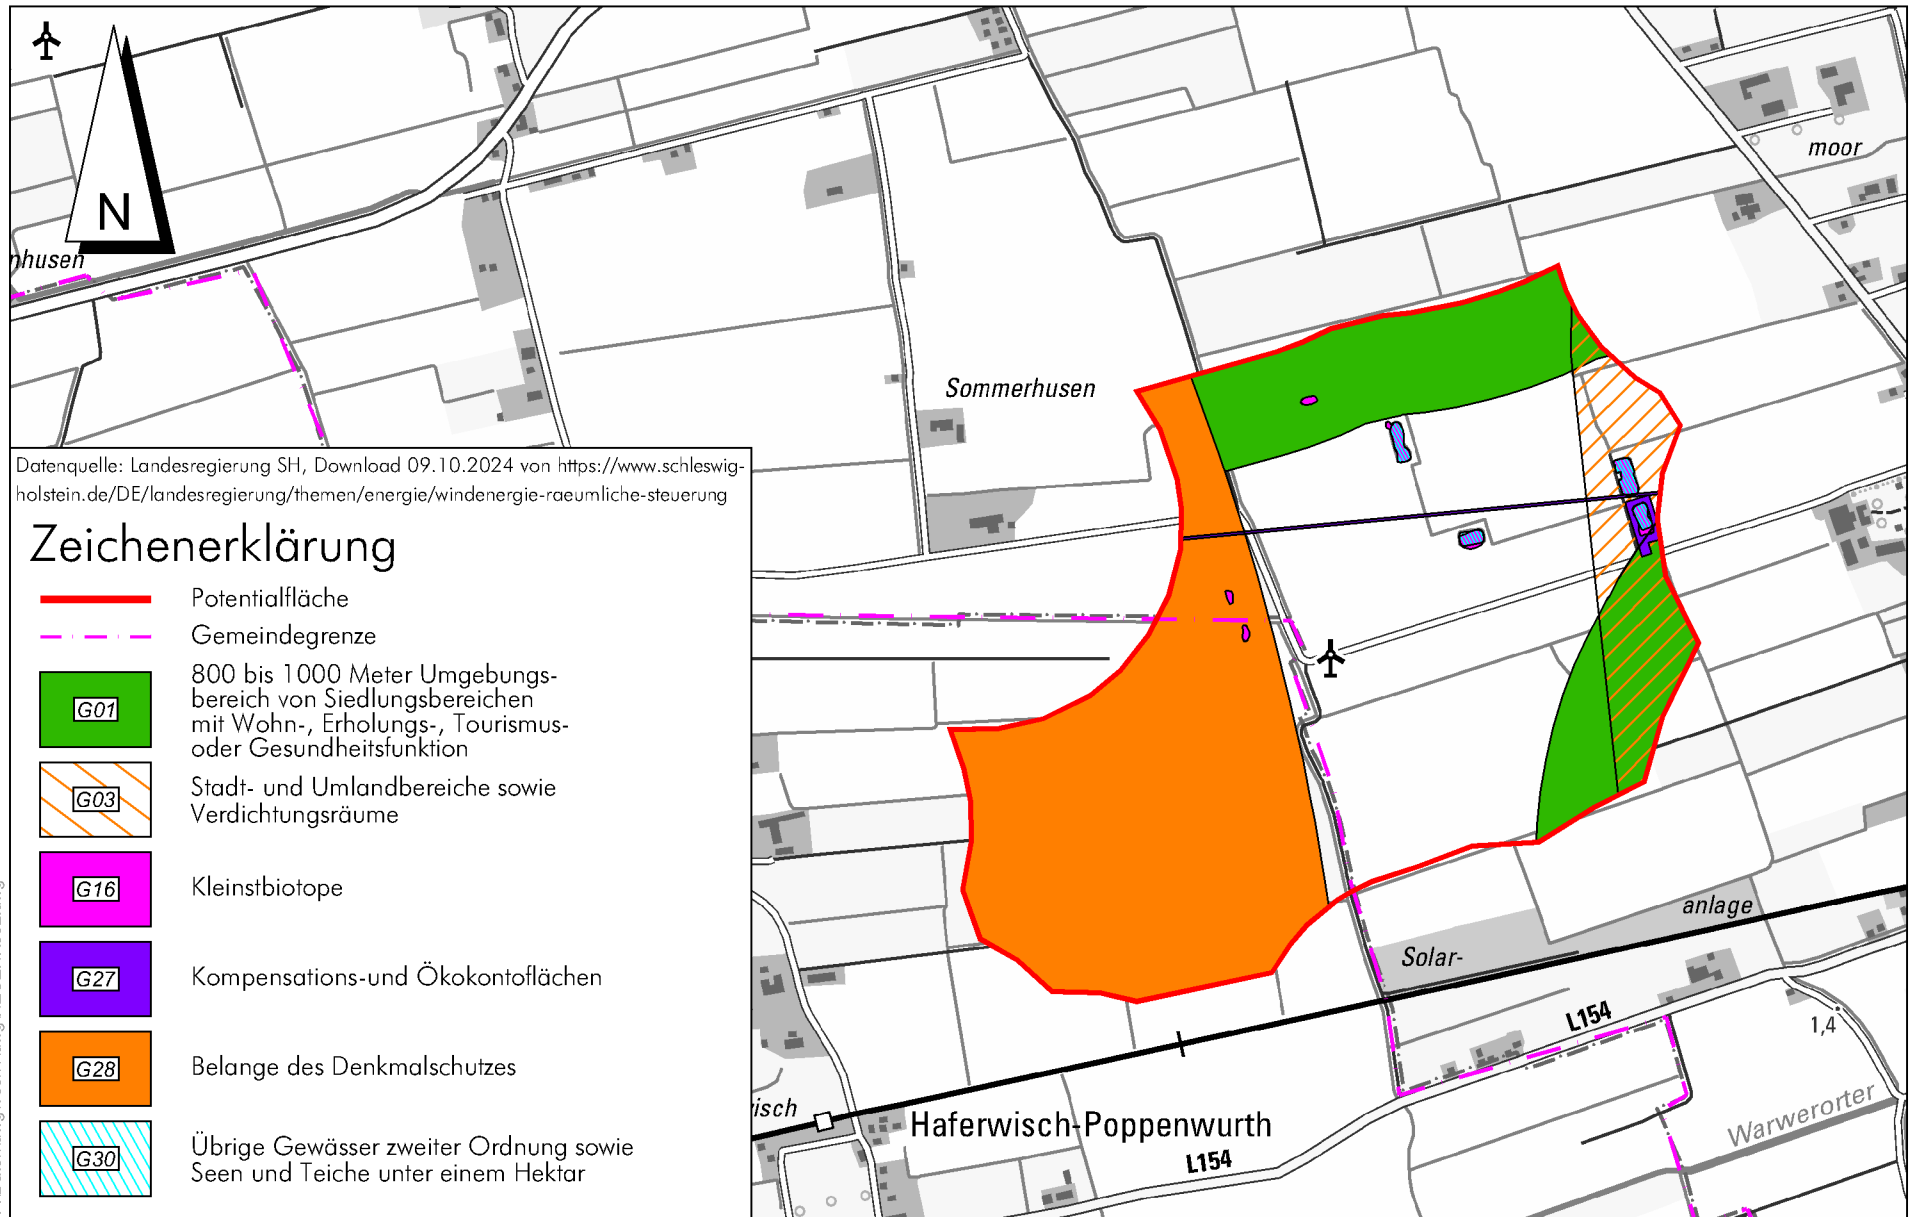 N
nhusen
moor
Sommerhusen
Datenquelle: Landesregierung SH, Download 09.10.2024 von https://www.schleswig-
holstein.de/DE/landesregierung/themen/energie/windenergie-raeumliche-steuerung
Zeichenerklärung
Potentialfläche
Gemeindegrenze
G01
800 bis 1000 Meter Umgebungs-
bereich von Siedlungsbereichen
mit Wohn-, Erholungs-, Tourismus-
oder Gesundheitsfunktion
G03
Stadt- und Umlandbereiche sowie
Verdichtungsräume
G16
Kleinstbiotope
G27
Kompensations-und Ökokontoflächen
G28
Belange des Denkmalschutzes
G30
Übrige Gewässer zweiter Ordnung sowie
Seen und Teiche unter einem Hektar
anlage
Solar-
L154
1,4
isch
Haferwisch-Poppenwurth
Warwerorter
L154